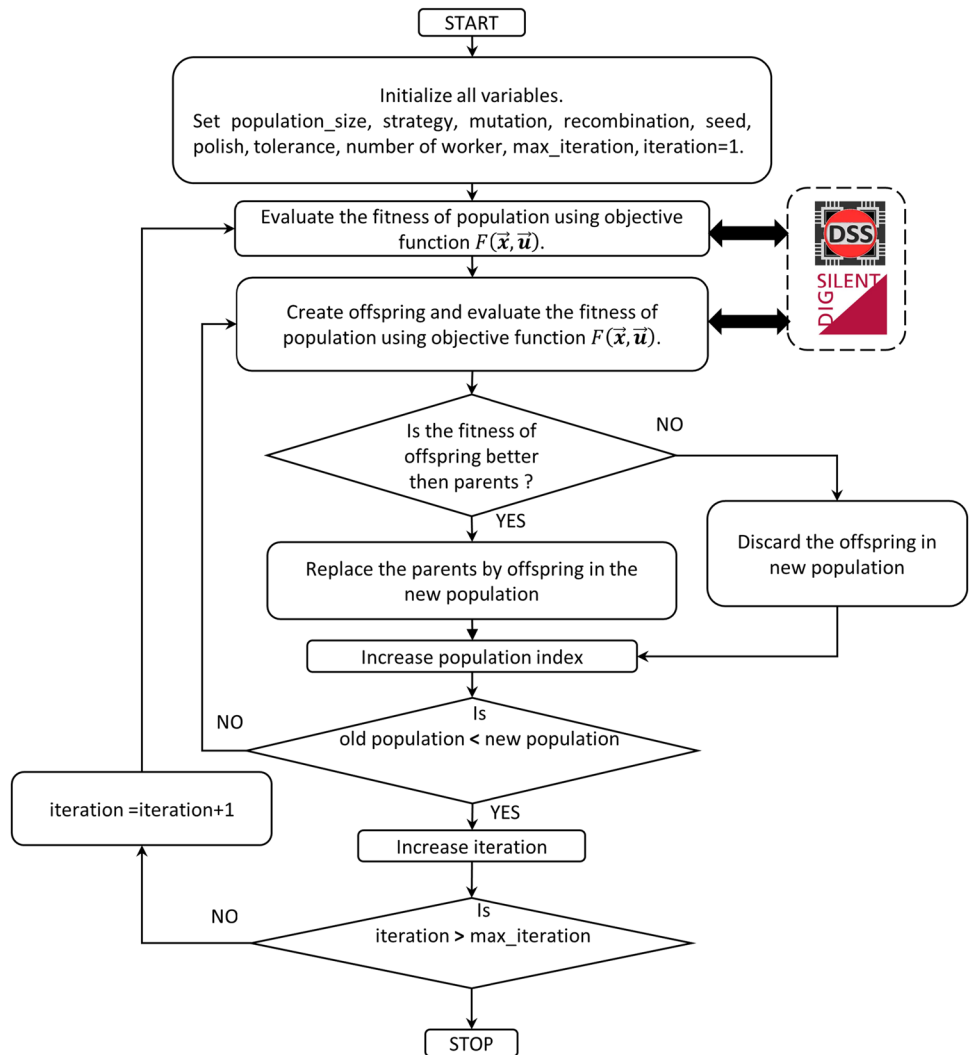 START
Initialize all variables.
Set population_size, strategy, mutation, recombination, seed,
polish, tolerance, number of worker, max_iteration, iteration=1.
Evaluate the fitness of population using objective
function F(x⃗,u⃗).
DSS
SILENT
DIG
Create offspring and evaluate the fitness of
population using objective function F(x⃗,u⃗).
Is the fitness of
offspring better
then parents ?
NO
YES
Replace the parents by offspring in the
new population
Discard the offspring in
new population
Increase population index
Is
old population < new population
NO
YES
iteration =iteration+1
Increase iteration
Is
iteration > max_iteration
NO
STOP